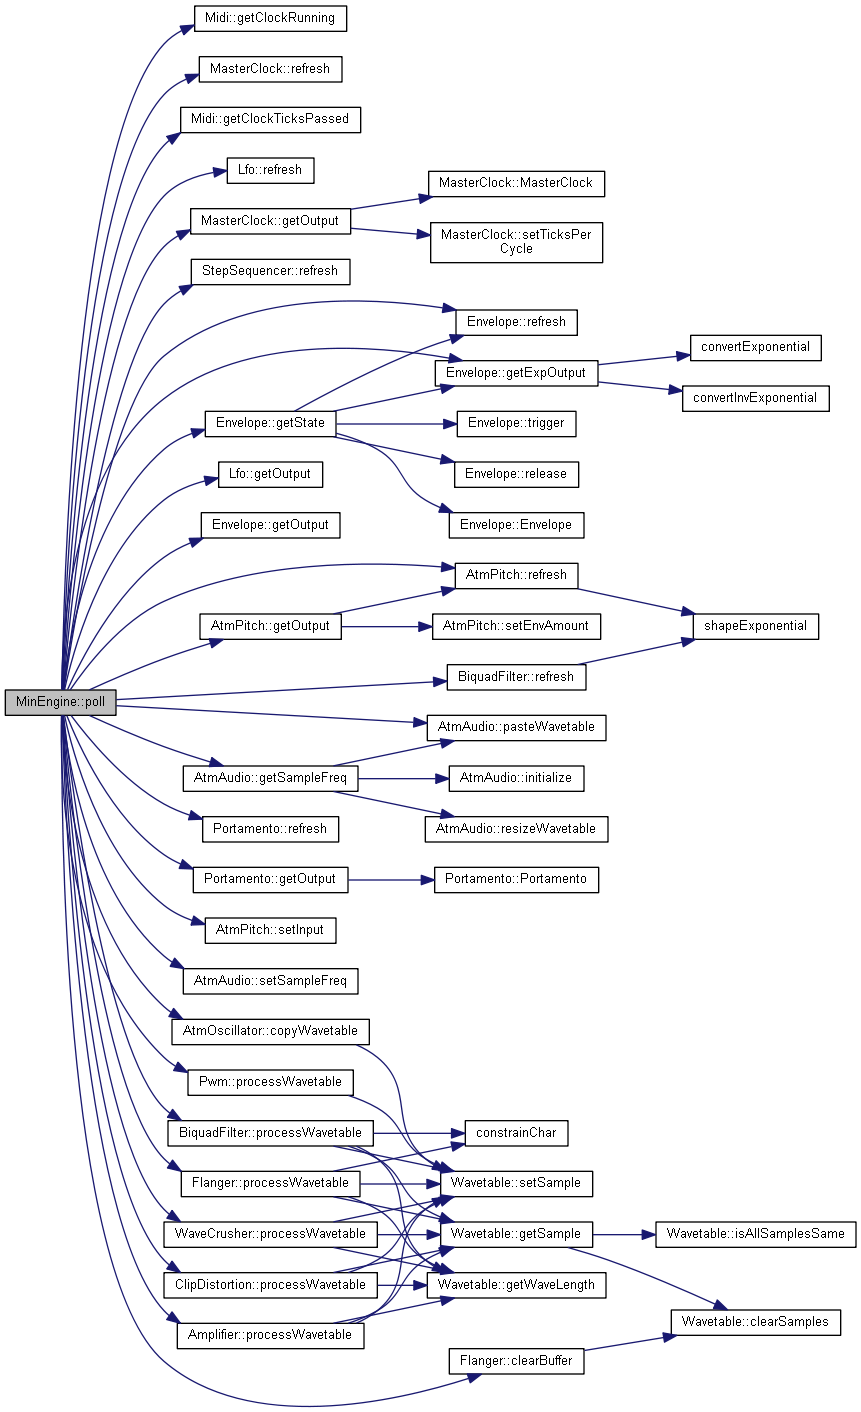 Midi::getClockRunning
MasterClock::refresh
Midi::getClockTicksPassed
Lfo::refresh
MasterClock::MasterClock
MasterClock::getOutput
MasterClock::setTicksPer
Cycle
StepSequencer::refresh
Envelope::refresh
convertExponential
Envelope::getExpOutput
convertInvExponential
Envelope::getState
Envelope::trigger
Lfo::getOutput
Envelope::release
Envelope::getOutput
Envelope::Envelope
AtmPitch::refresh
AtmPitch::getOutput
AtmPitch::setEnvAmount
shapeExponential
BiquadFilter::refresh
MinEngine::poll
AtmAudio::pasteWavetable
AtmAudio::getSampleFreq
AtmAudio::initialize
Portamento::refresh
AtmAudio::resizeWavetable
Portamento::getOutput
Portamento::Portamento
AtmPitch::setInput
AtmAudio::setSampleFreq
AtmOscillator::copyWavetable
Pwm::processWavetable
BiquadFilter::processWavetable
constrainChar
Flanger::processWavetable
Wavetable::setSample
WaveCrusher::processWavetable
Wavetable::getSample
Wavetable::isAllSamplesSame
ClipDistortion::processWavetable
Wavetable::getWaveLength
Wavetable::clearSamples
Amplifier::processWavetable
Flanger::clearBuffer